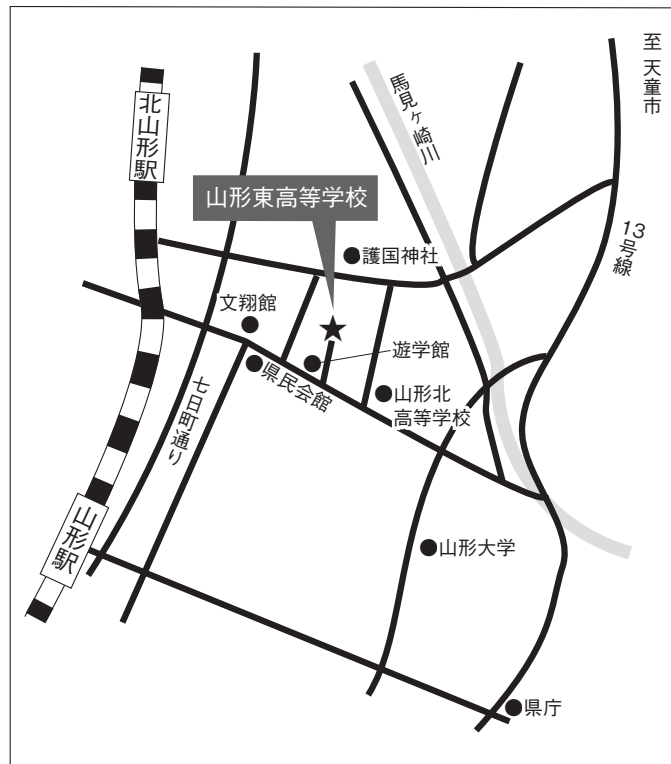 至 天童市
馬見ヶ崎川
北山形駅
山形東高等学校
13号線
護国神社
文翔館
遊学館
県民会館
山形北
高等学校
七日町通り
山形駅
山形大学
県庁